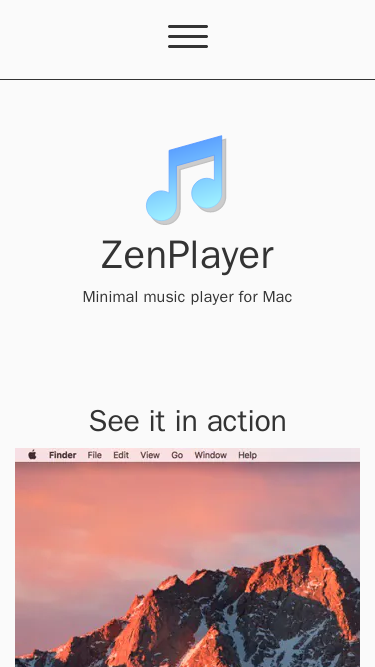 ZenPlayer
Minimal music player for Mac
See it in action
Finder File Edit View Go Window Help